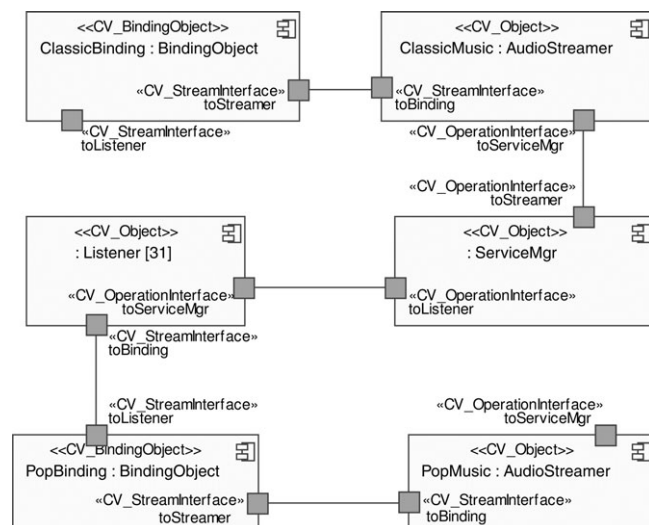 <<CV_BindingObject>>
ClassicBinding : BindingObject
«CV_StreamInterface»
toStreamer
«CV_StreamInterface»
toListener
<<CV_Object>>
ClassicMusic : AudioStreamer
«CV_StreamInterface»
toBinding
«CV_OperationInterface»
toServiceMgr
«CV_OperationInterface»
toStreamer
<<CV_Object>>
: Listener [31]
«CV_OperationInterface»
toServiceMgr
«CV_StreamInterface»
toBinding
<<CV_Object>>
: ServiceMgr
«CV_OperationInterface»
toListener
«CV_StreamInterface»
toListener
<<CV_BindingObject>>
PopBinding : BindingObject
«CV_StreamInterface»
toStreamer
«CV_OperationInterface»
toServiceMgr
<<CV_Object>>
PopMusic : AudioStreamer
«CV_StreamInterface»
toBinding